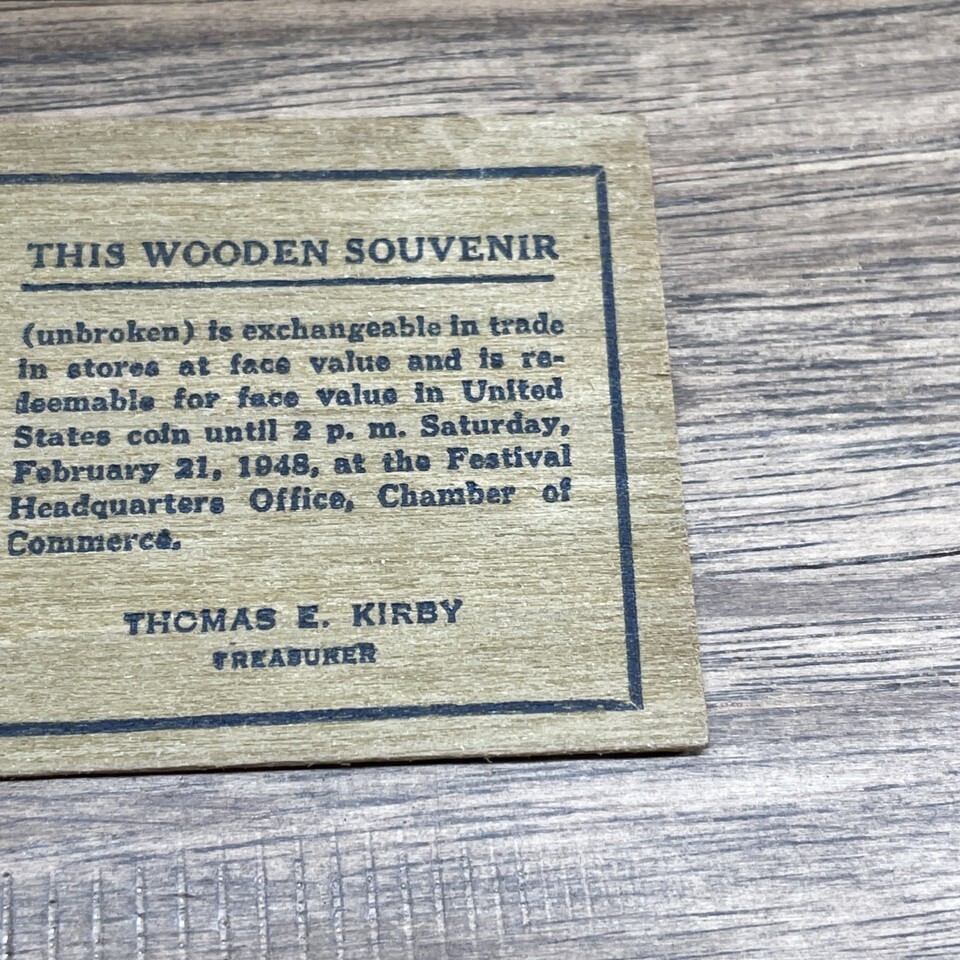 THIS WOODEN SOUVENIR
(unbroken) is exchangeable in trade
in stores at face value and is re-
deemable for face value in United
States coin until 2 p. m. Saturday,
February 21, 1948, at the Festival
Headquarters Office, Chamber of
Commerce.
THOMAS E. KIRBY
TREASURER